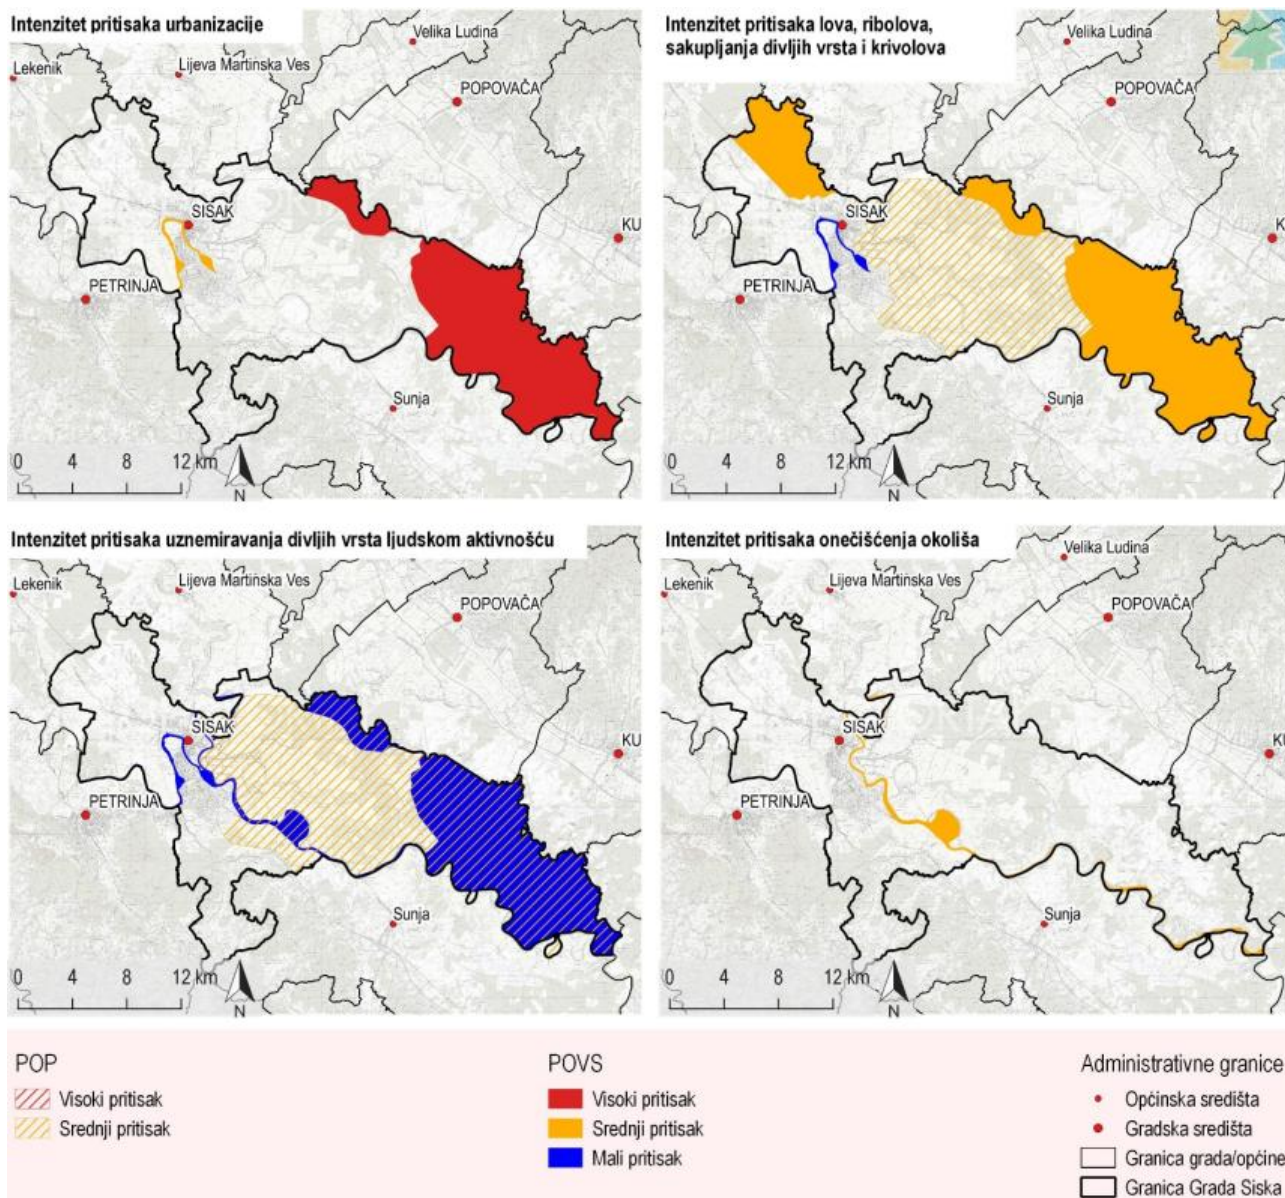 Intenzitet pritisaka urbanizacije
Velika Ludina
Lekenik
Lijeva Martinska Ves
POPOVAČA
SISAK
KU
PETRINJA
Sunja
0 4 8 12 km
N
Intenzitet pritisaka lova, ribolova,
sakupljanja divljih vrsta i krivolova
Velika Ludina
POPOVAČA
SISAK
K
PETRINJA
Sunja
0 4 8 12 km
N
Intenzitet pritisaka uznemiravanja divljih vrsta ljudskom aktivnošću
Lekenik
Lijeva Martinska Ves
POPOVAČA
SISAK
KU
PETRINJA
Sunja
0 4 8 12 km
N
Intenzitet pritisaka onečišćenja okoliša
Velika Ludina
Lekenik
Lijeva Martinska Ves
POPOVAČA
SISAK
PETRINJA
Sunja
0 4 8 12 km
N
POP
Visoki pritisak
Srednji pritisak
POVS
Visoki pritisak
Srednji pritisak
Mali pritisak
Administrativne granice
Općinska središta
Gradska središta
Granica grada/općine
Granica Grada Siska